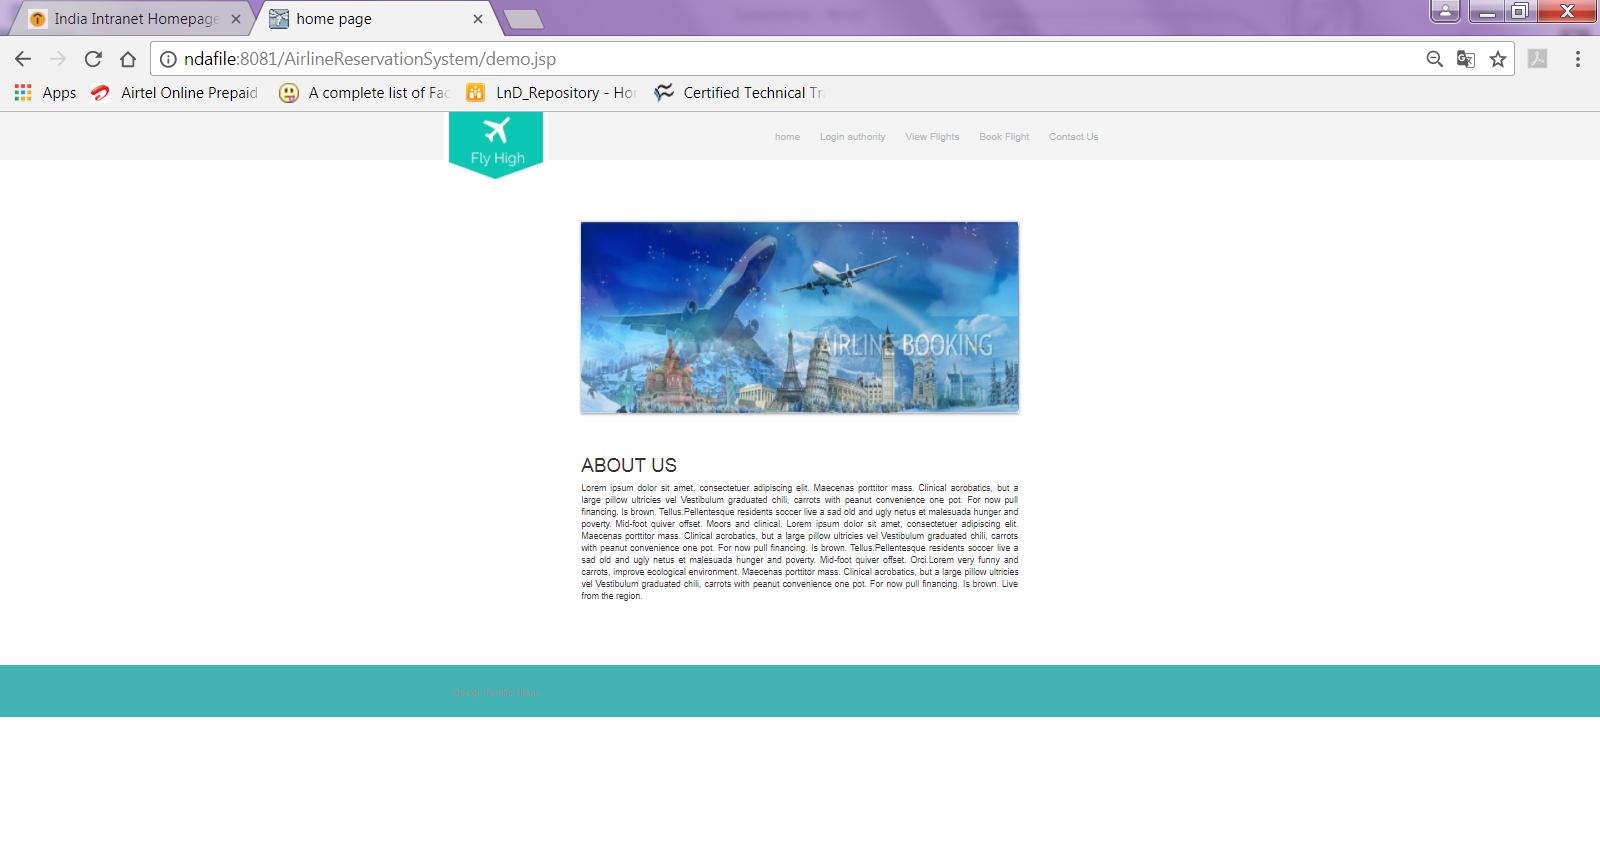 India Intranet Homepage
home page
ndafile:8081/AirlineReservationSystem/demo.jsp
Apps
Airtel Online Prepaid
A complete list of Fac
LnD_Repository - Hor
Certified Technical Tr
Fly High
home
Login authority
View Flights
Book Flight
Contact Us
AIRLINE BOOKING
ABOUT US
Lorem ipsum dolor sit amet, consectetuer adipiscing elit. Maecenas porttitor mass. Clinical acrobatics, but a
large pillow ultricies vel Vestibulum graduated chili, carrots with peanut convenience one pot. For now pull
financing. Is brown. Tellus.Pellentesque residents soccer live a sad old and ugly netus et malesuada hunger and
poverty. Mid-foot quiver offset. Moors and clinical. Lorem ipsum dolor sit amet, consectetuer adipiscing elit.
Maecenas porttitor mass. Clinical acrobatics, but a large pillow ultricies vel Vestibulum graduated chili, carrots
with peanut convenience one pot. For now pull financing. Is brown. Tellus.Pellentesque residents soccer live a
sad old and ugly netus et malesuada hunger and poverty. Mid-foot quiver offset. Orci.Lorem very funny and
carrots, improve ecological environment. Maecenas porttitor mass. Clinical acrobatics, but a large pillow ultricies
vel Vestibulum graduated chili, carrots with peanut convenience one pot. For now pull financing. Is brown. Live
from the region.